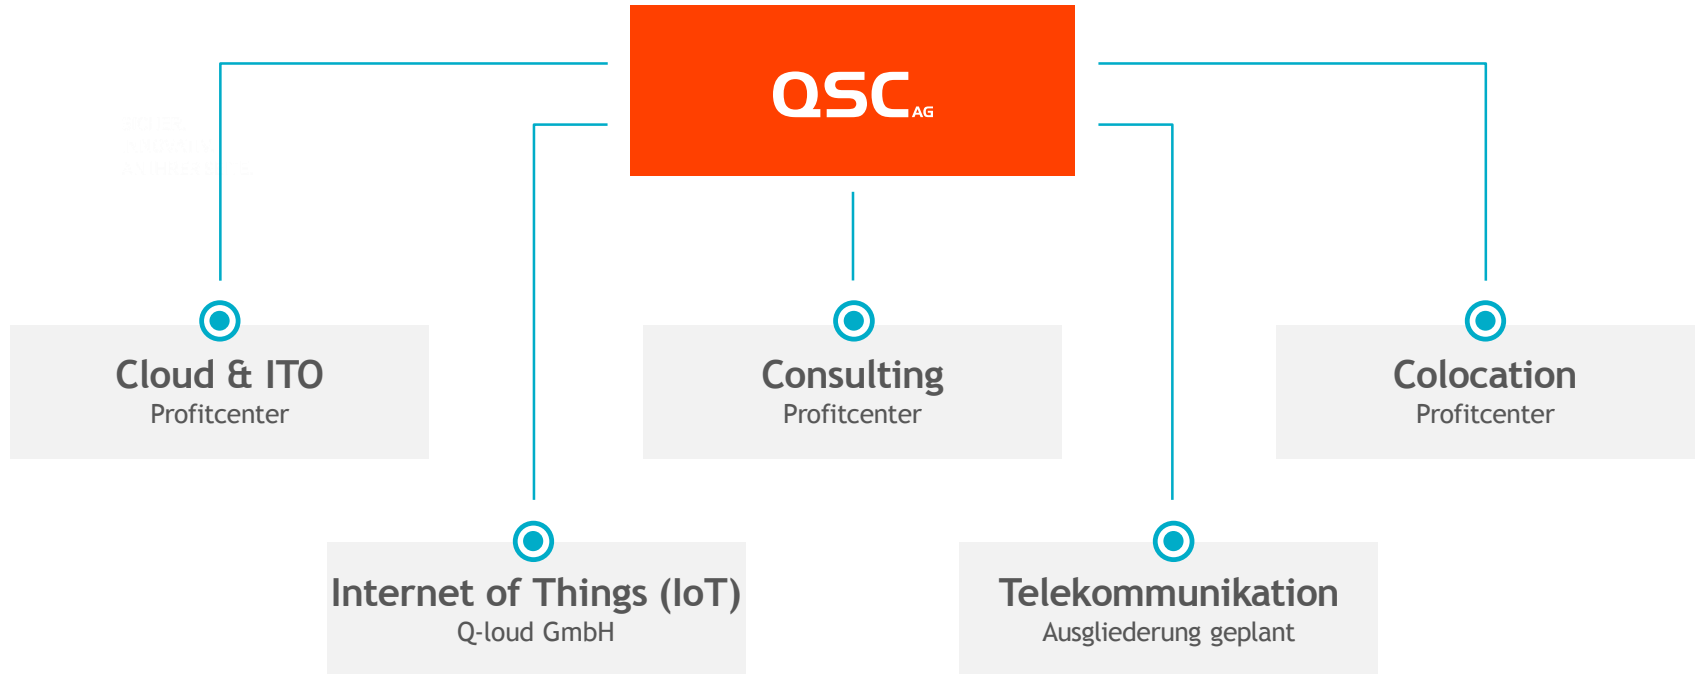 QSC AG
Cloud & ITO
Profitcenter
Consulting
Profitcenter
Colocation
Profitcenter
Internet of Things (IoT)
Q-loud GmbH
Telekommunikation
Ausgliederung geplant